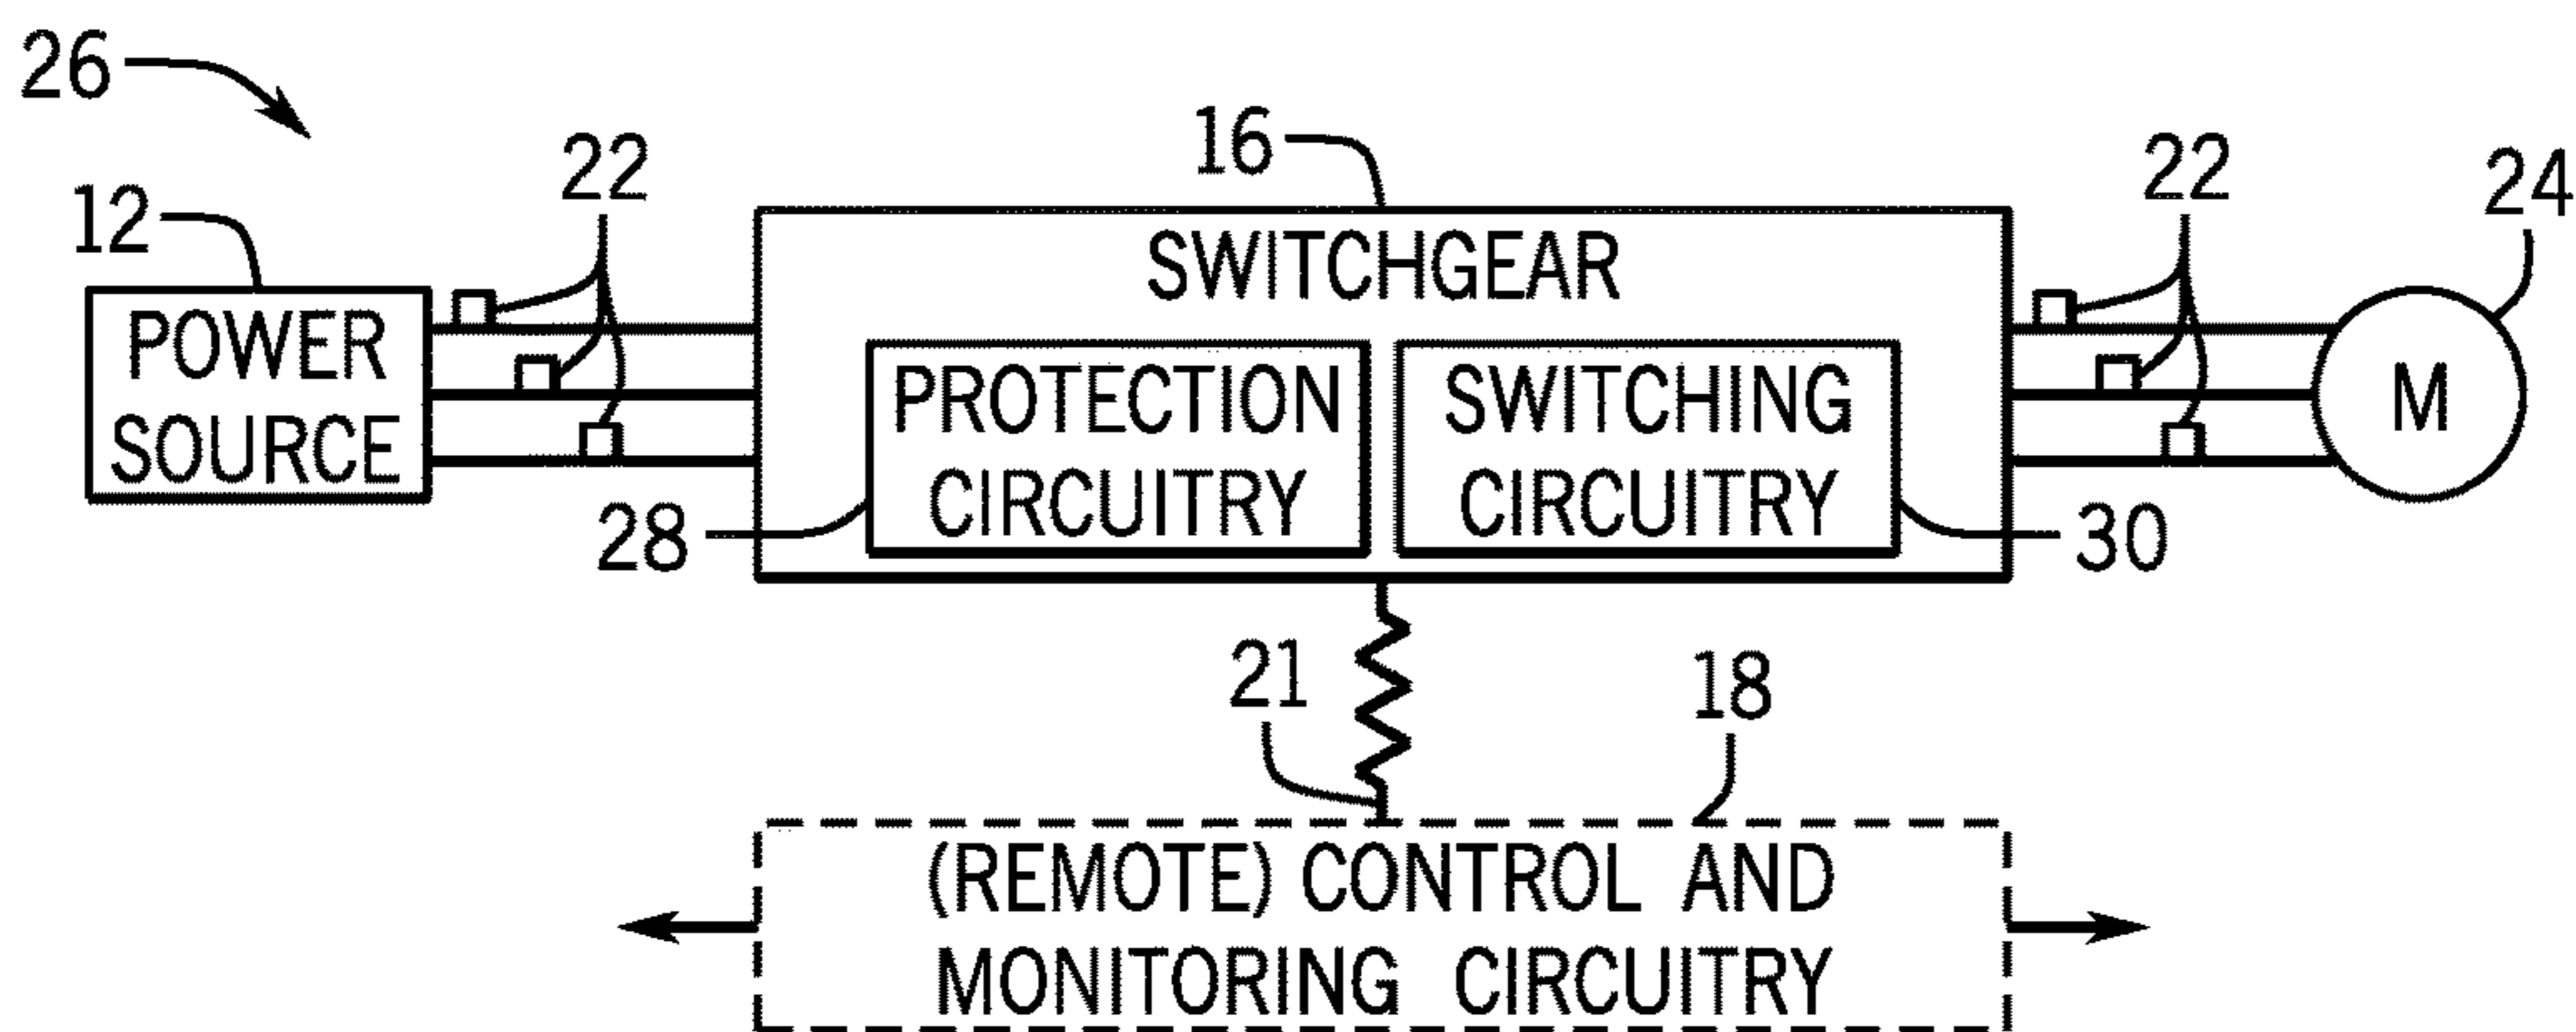 26
22
16
22
24
12
SWITCHGEAR
POWER
SOURCE
PROTECTION
CIRCUITRY
SWITCHING
CIRCUITRY
M
28
30
21
18
(REMOTE) CONTROL AND
MONITORING CIRCUITRY